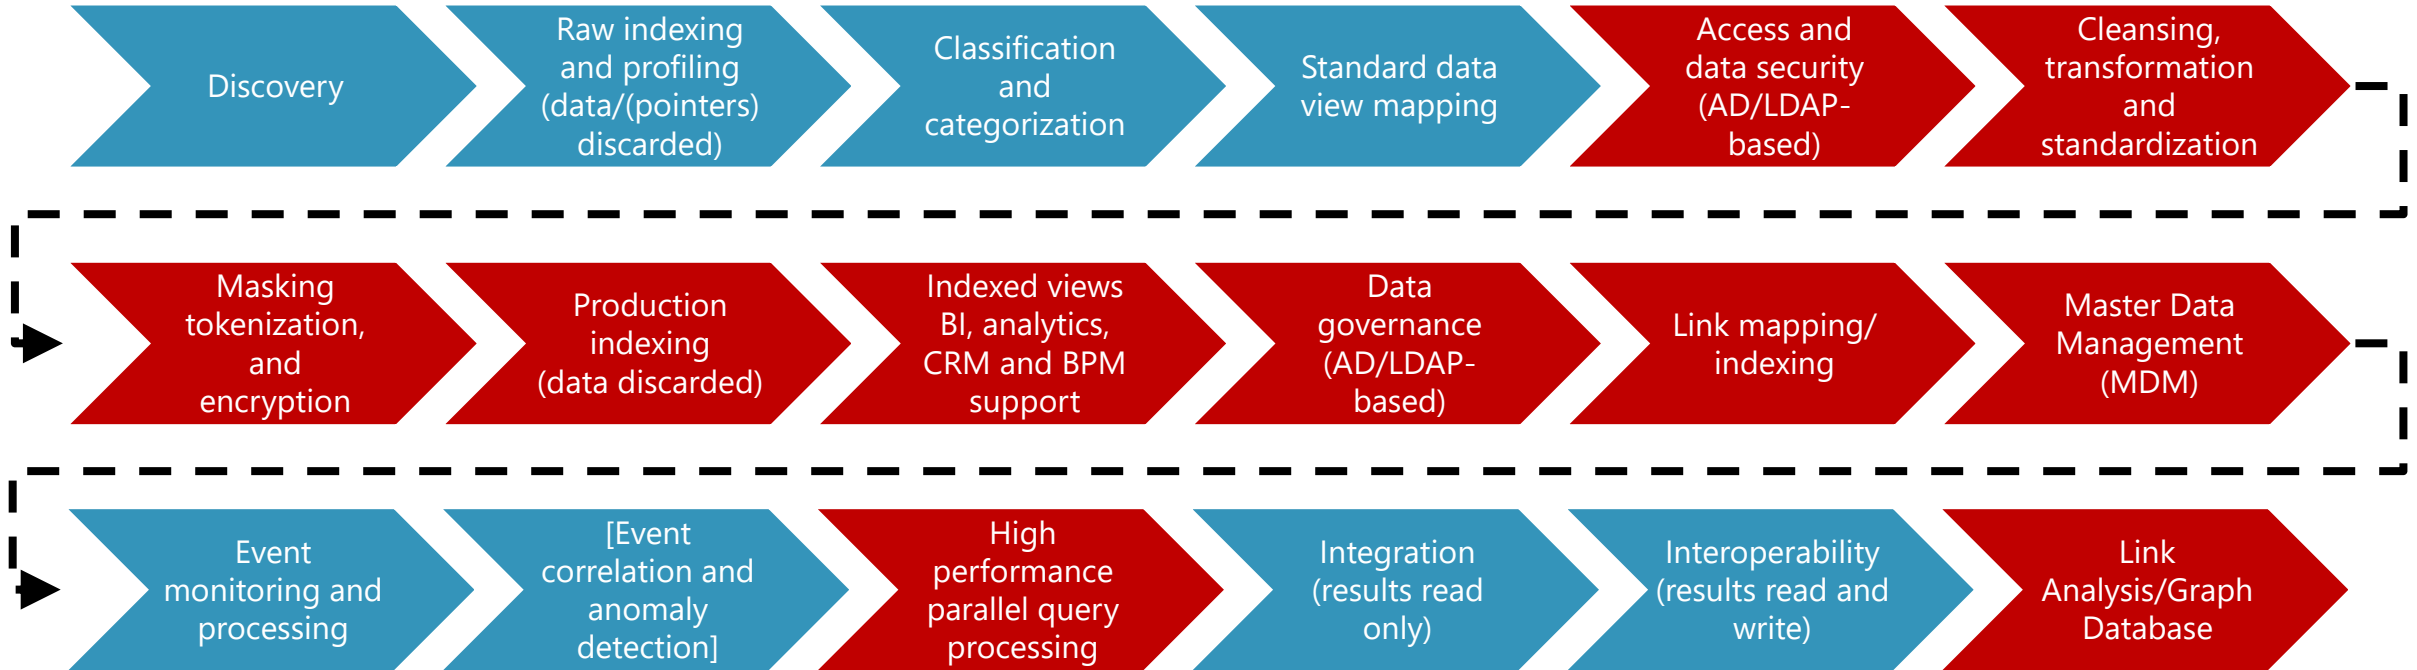 Discovery
Raw indexing
and profiling
(data/(pointers)
discarded)
Classification
and
categorization
Standard data
view mapping
Access and
data security
(AD/LDAP-
based)
Cleansing,
transformation
and
standardization
Masking
tokenization,
and
encryption
Production
indexing
(data discarded)
Indexed views
BI, analytics,
CRM and BPM
support
Data
governance
(AD/LDAP-
based)
Link mapping/
indexing
Master Data
Management
(MDM)
Event
monitoring and
processing
[Event
correlation and
anomaly
detection]
High
performance
parallel query
processing
Integration
(results read
only)
Interoperability
(results read and
write)
Link
Analysis/Graph
Database